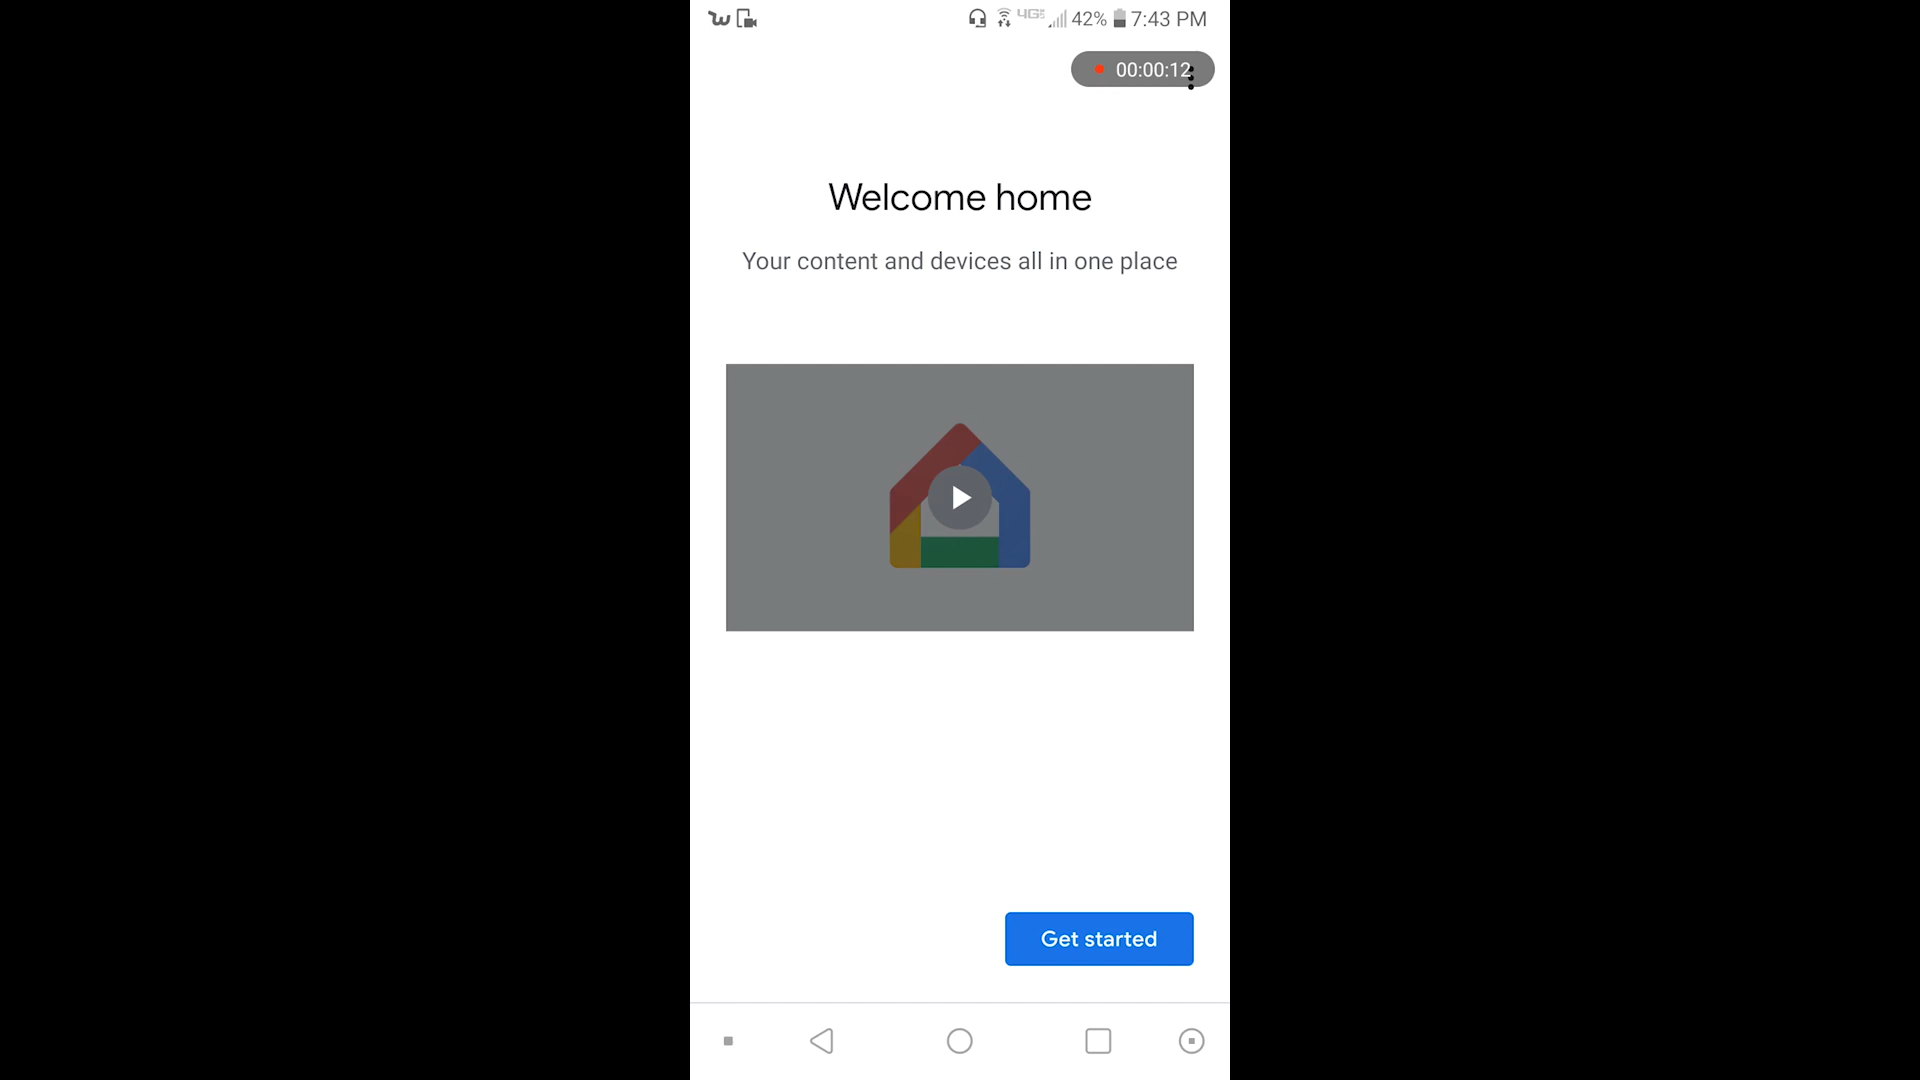 42% 7:43 PM
00:00:12
Welcome home
Your content and devices all in one place
Get started